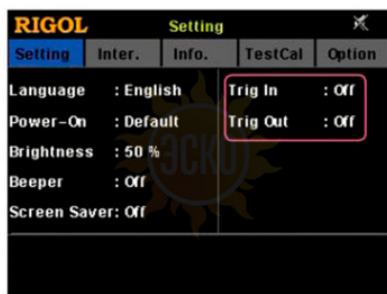 RIGOL Setting
Setting Inter. Info. TestCal Option
Language : English
Power-On : Default
Brightness : 50 %
Beeper : Off
Screen Saver: Off
Trig In : Off
Trig Out : Off
ЭСКО